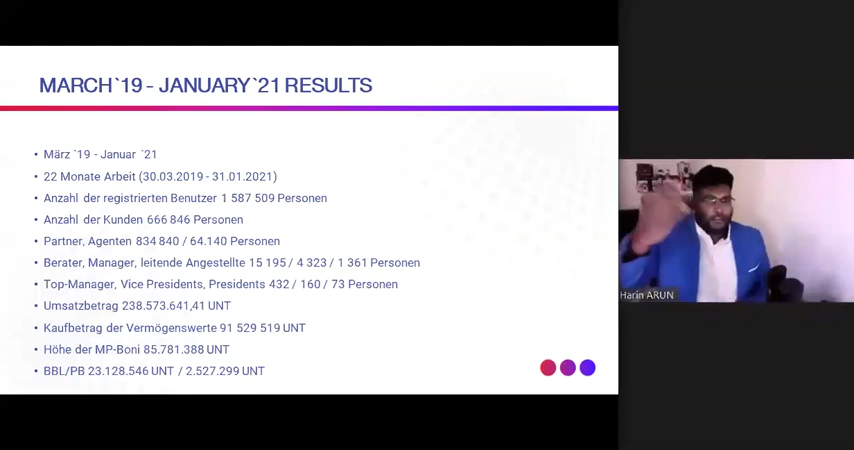 MARCH`19 - JANUARY`21 RESULTS
• März `19 - Januar `21
• 22 Monate Arbeit (30.03.2019 - 31.01.2021)
• Anzahl der registrierten Benutzer 1 587 509 Personen
• Anzahl der Kunden 666 846 Personen
• Partner, Agenten 834 840 / 64.140 Personen
• Berater, Manager, leitende Angestellte 15 195 / 4 323 / 1 361 Personen
• Top-Manager, Vice Presidents, Presidents 432 / 160 / 73 Personen
• Umsatzbetrag 238.573.641,41 UNT
• Kaufbetrag der Vermögenswerte 91 529 519 UNT
• Höhe der MP-Boni 85.781.388 UNT
• BBL/PB 23.128.546 UNT / 2.527.299 UNT
Harin ARUN